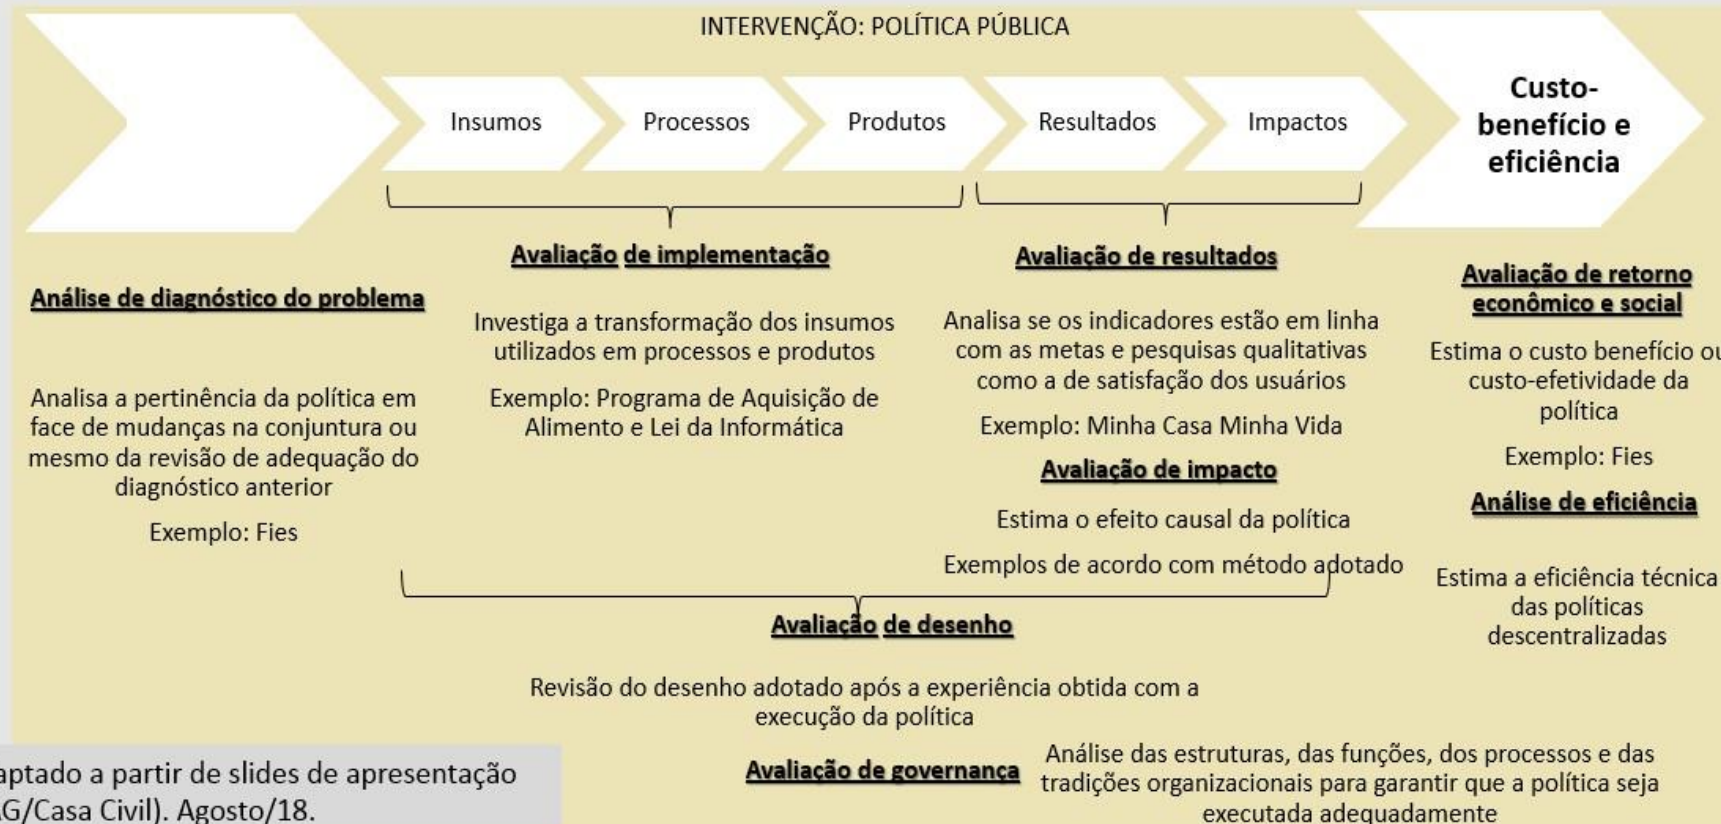 INTERVENÇÃO: POLÍTICA PÚBLICA
Insumos
Processos
Produtos
Resultados
Impactos
Custo-
benefício e
eficiência
Análise de diagnóstico do problema
Analisa a pertinência da política em
face de mudanças na conjuntura ou
mesmo da revisão de adequação do
diagnóstico anterior
Exemplo: Fies
Avaliação de implementação
Investiga a transformação dos insumos
utilizados em processos e produtos
Exemplo: Programa de Aquisição de
Alimento e Lei da Informática
Avaliação de resultados
Analisa se os indicadores estão em linha
com as metas e pesquisas qualitativas
como a de satisfação dos usuários
Exemplo: Minha Casa Minha Vida
Avaliação de impacto
Estima o efeito causal da política
Exemplos de acordo com método adotado
Avaliação de retorno
econômico e social
Estima o custo benefício ou
custo-efetividade da
política
Exemplo: Fies
Análise de eficiência
Estima a eficiência técnica
das políticas
descentralizadas
Avaliação de desenho
Revisão do desenho adotado após a experiência obtida com a
execução da política
Avaliação de governança
Análise das estruturas, das funções, dos processos e das
tradições organizacionais para garantir que a política seja
executada adequadamente
aptado a partir de slides de apresentação
G/Casa Civil). Agosto/18.